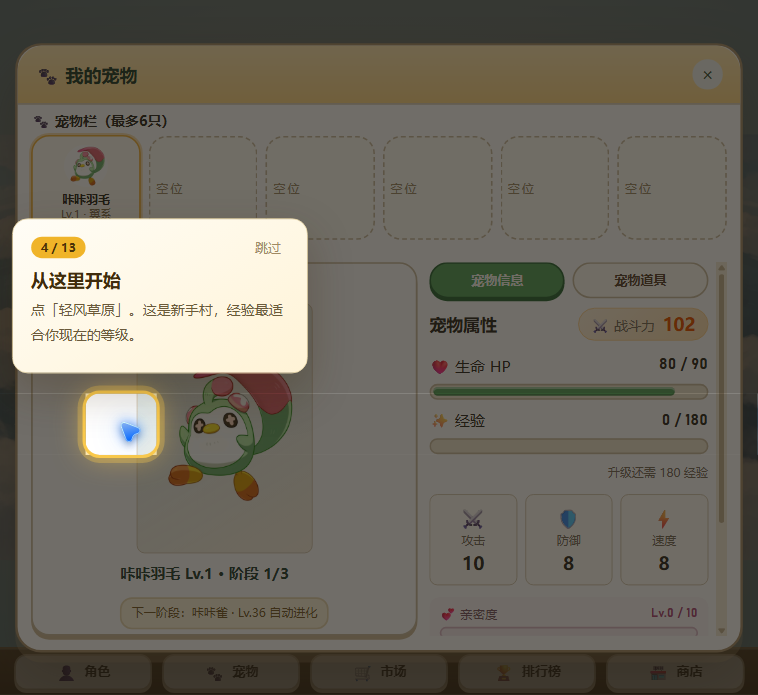 我的宠物
×
宠物栏（最多6只）
咔咔羽毛
Lv.1 · 翼系
空位
空位
空位
空位
空位
4 / 13
跳过
从这里开始
点「轻风草原」。这是新手村，经验最适
合你现在的等级。
咔咔羽毛 Lv.1 • 阶段 1/3
下一阶段：咔咔雀 · Lv.36 自动进化
宠物信息
宠物道具
宠物属性
战斗力 102
生命 HP
80 / 90
经验
0 / 180
升级还需 180 经验
攻击
10
防御
8
速度
8
亲密度
Lv.0 / 10
角色
宠物
市场
排行榜
商店